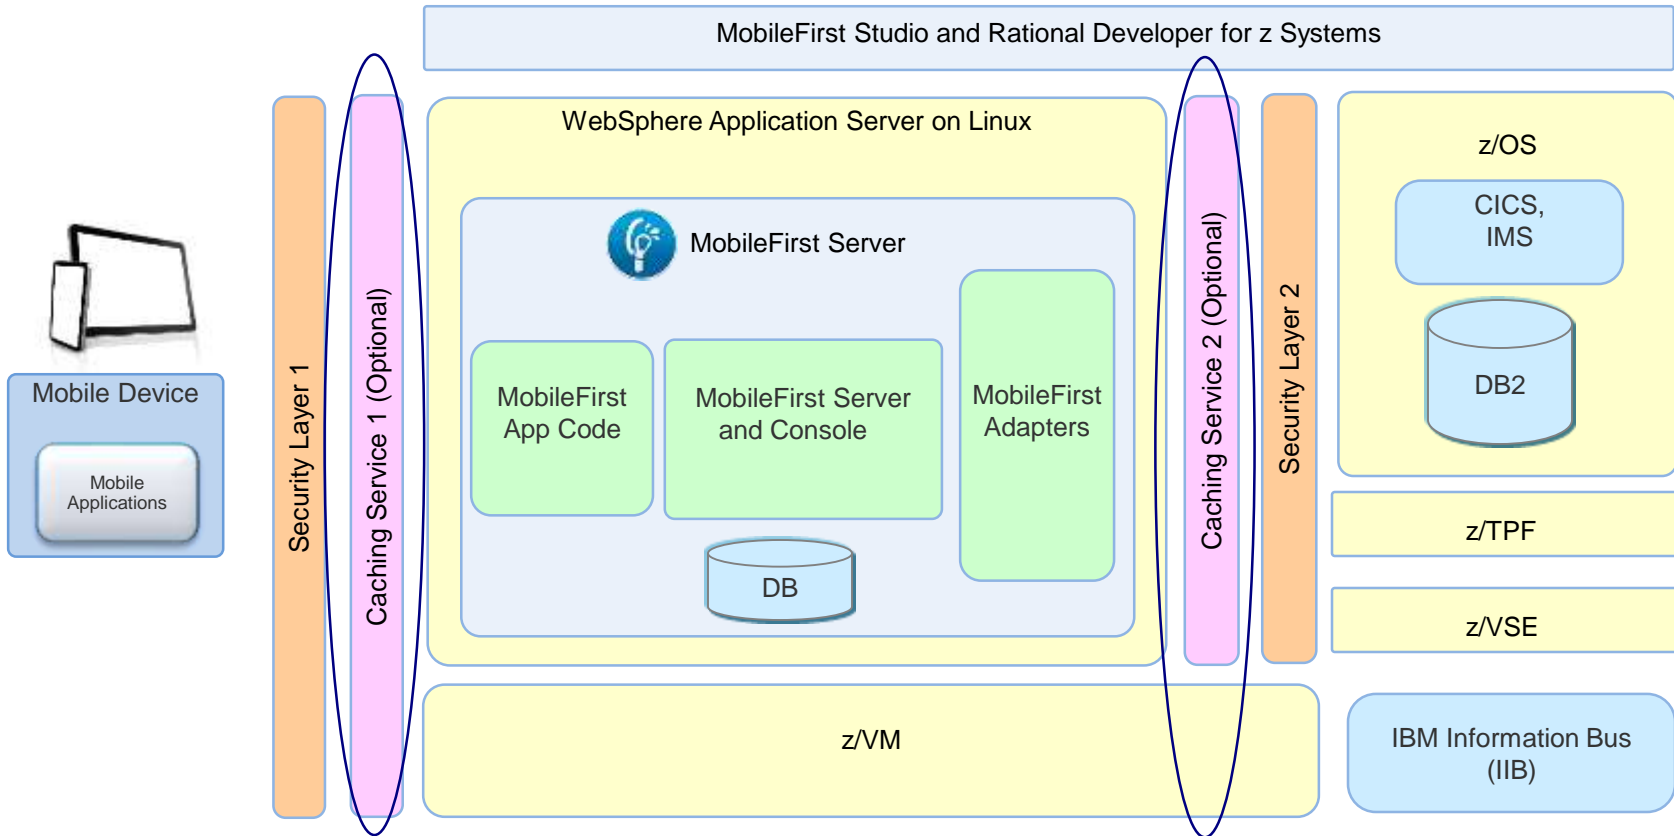 MobileFirst Studio and Rational Developer for z Systems
Mobile Device
Mobile
Applications
Security Layer 1
Caching Service 1 (Optional)
WebSphere Application Server on Linux
MobileFirst Server
MobileFirst
App Code
MobileFirst Server
and Console
MobileFirst
Adapters
DB
z/VM
Caching Service 2 (Optional)
Security Layer 2
z/OS
CICS,
IMS
DB2
z/TPF
z/VSE
IBM Information Bus
(IIB)